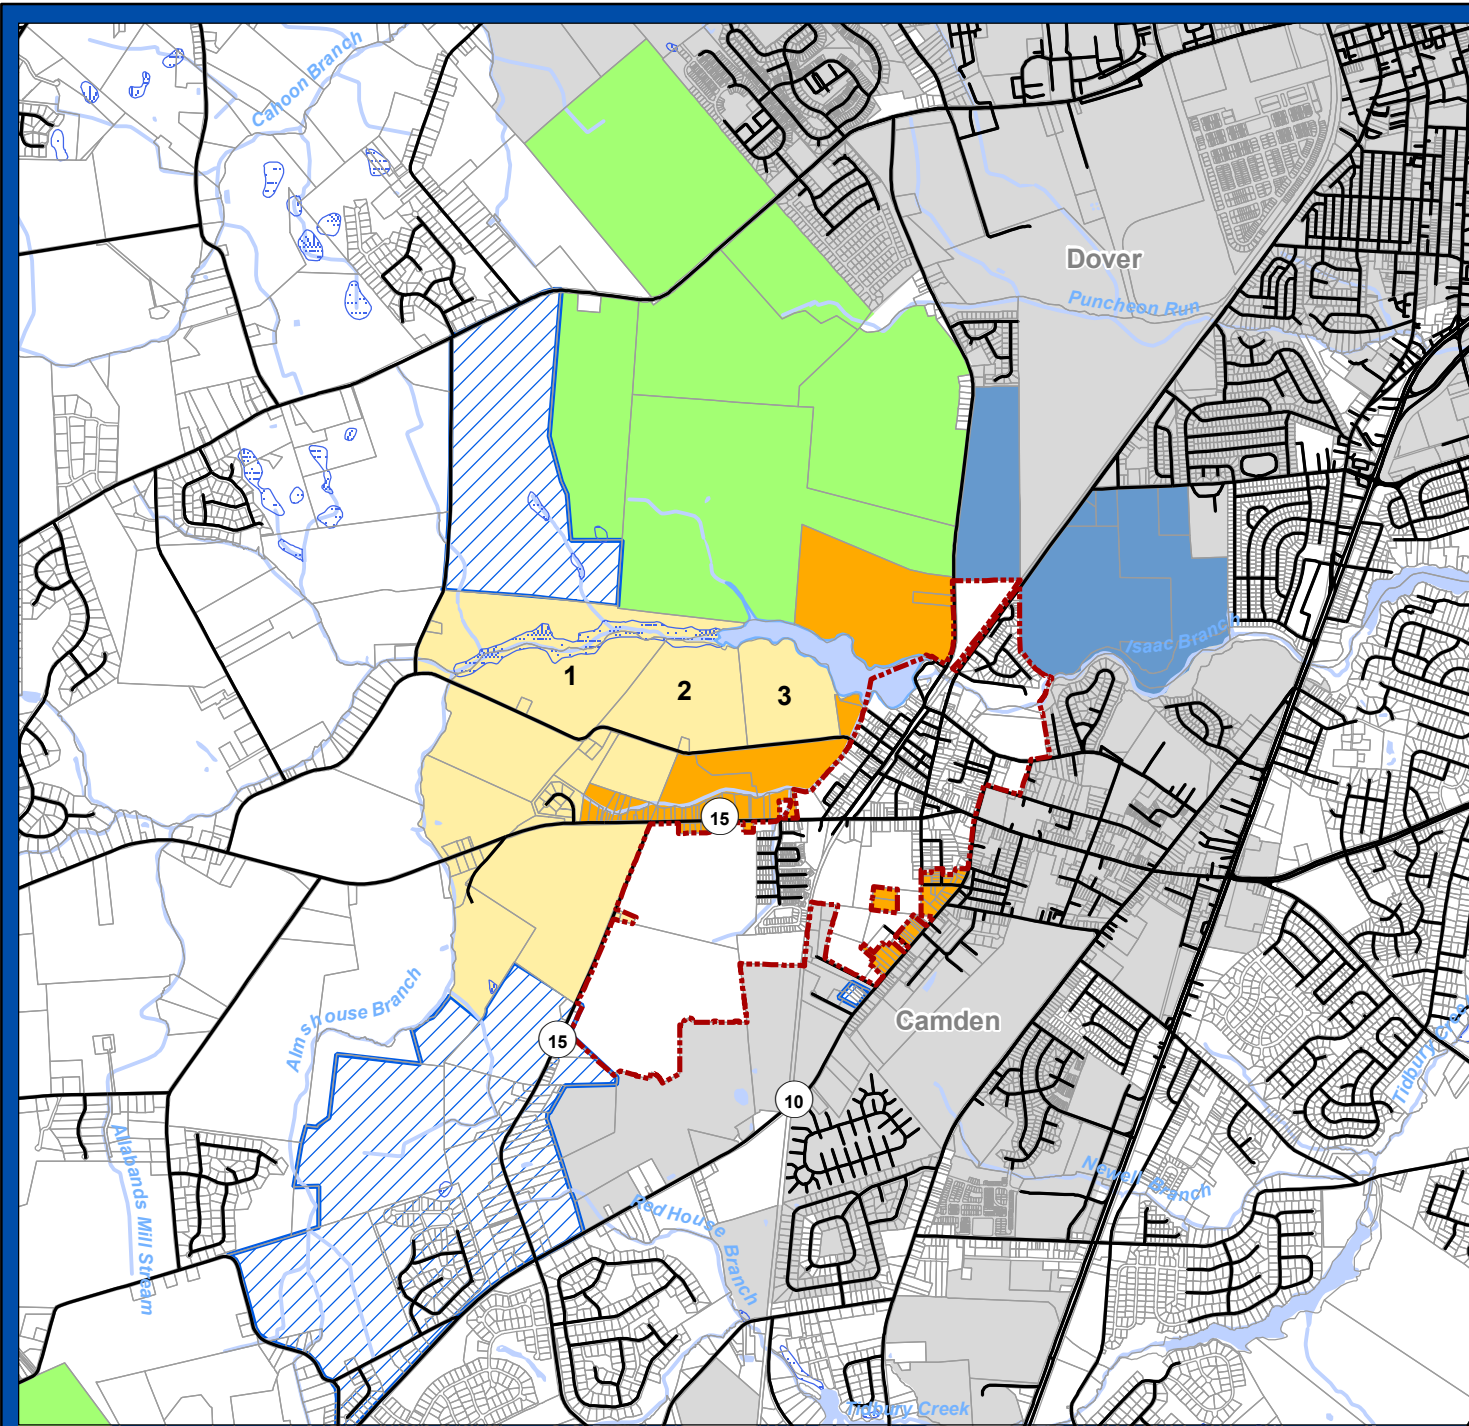 Cahoon Branch
Dover
Puncheon Run
Isaac Branch
1
2
3
15
Almshouse Branch
Camden
15
10
Tidbury Creek
Allabands Mill Stream
Newell Branch
Red House Branch
Tidbury Creek